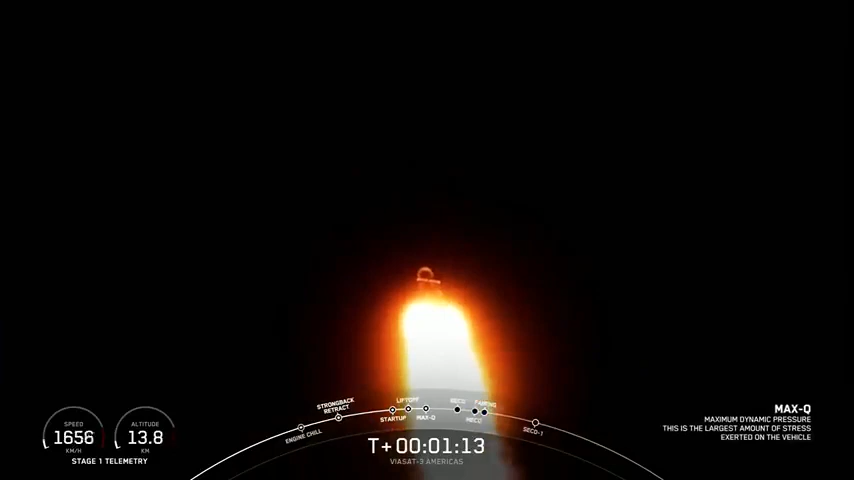 SPEED
1656
KM/H
ALTITUDE
13.8
KM
STAGE 1 TELEMETRY
ENGINE CHILL
STRONGBACK
RETRACT
STARTUP
LIFTOFF
MAX-Q
BECO
MECO
FAIRING
SECO-1
T+00:01:13
VIASAT-3 AMERICAS
MAX-Q
MAXIMUM DYNAMIC PRESSURE
THIS IS THE LARGEST AMOUNT OF STRESS
EXERTED ON THE VEHICLE